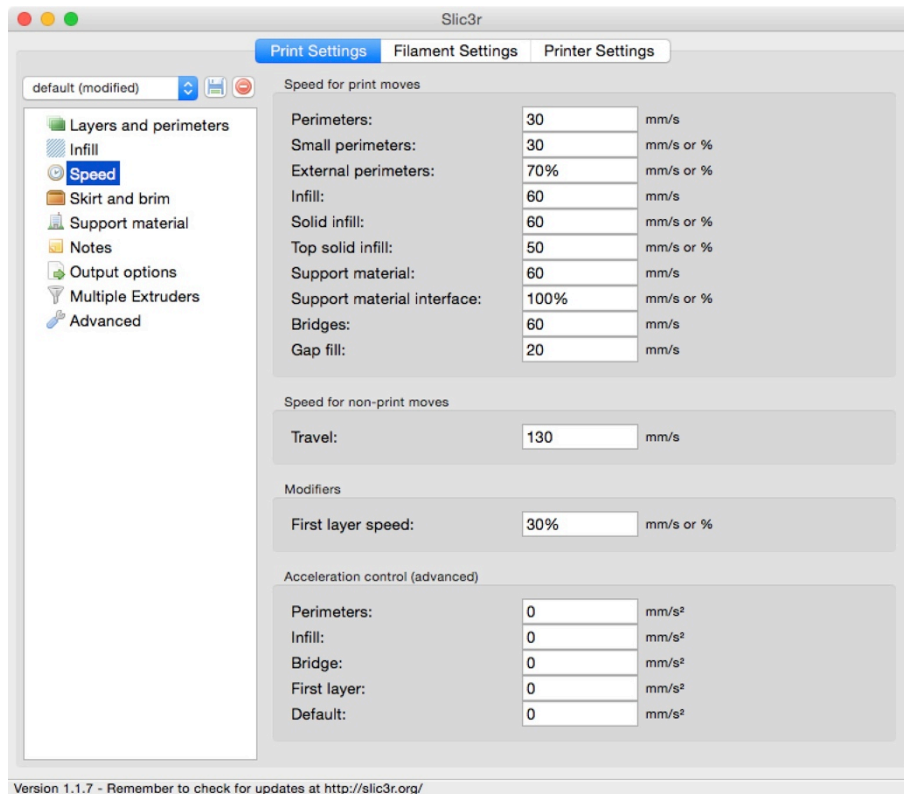 Slic3r
Print Settings Filament Settings Printer Settings
default (modified)
Layers and perimeters
Infill
Speed
Skirt and brim
Support material
Notes
Output options
Multiple Extruders
Advanced
Speed for print moves
Perimeters: 30 mm/s
Small perimeters: 30 mm/s or %
External perimeters: 70% mm/s or %
Infill: 60 mm/s
Solid infill: 60 mm/s or %
Top solid infill: 50 mm/s or %
Support material: 60 mm/s
Support material interface: 100% mm/s or %
Bridges: 60 mm/s
Gap fill: 20 mm/s
Speed for non-print moves
Travel: 130 mm/s
Modifiers
First layer speed: 30% mm/s or %
Acceleration control (advanced)
Perimeters: 0 mm/s²
Infill: 0 mm/s²
Bridge: 0 mm/s²
First layer: 0 mm/s²
Default: 0 mm/s²
Version 1.1.7 - Remember to check for updates at http://slic3r.org/